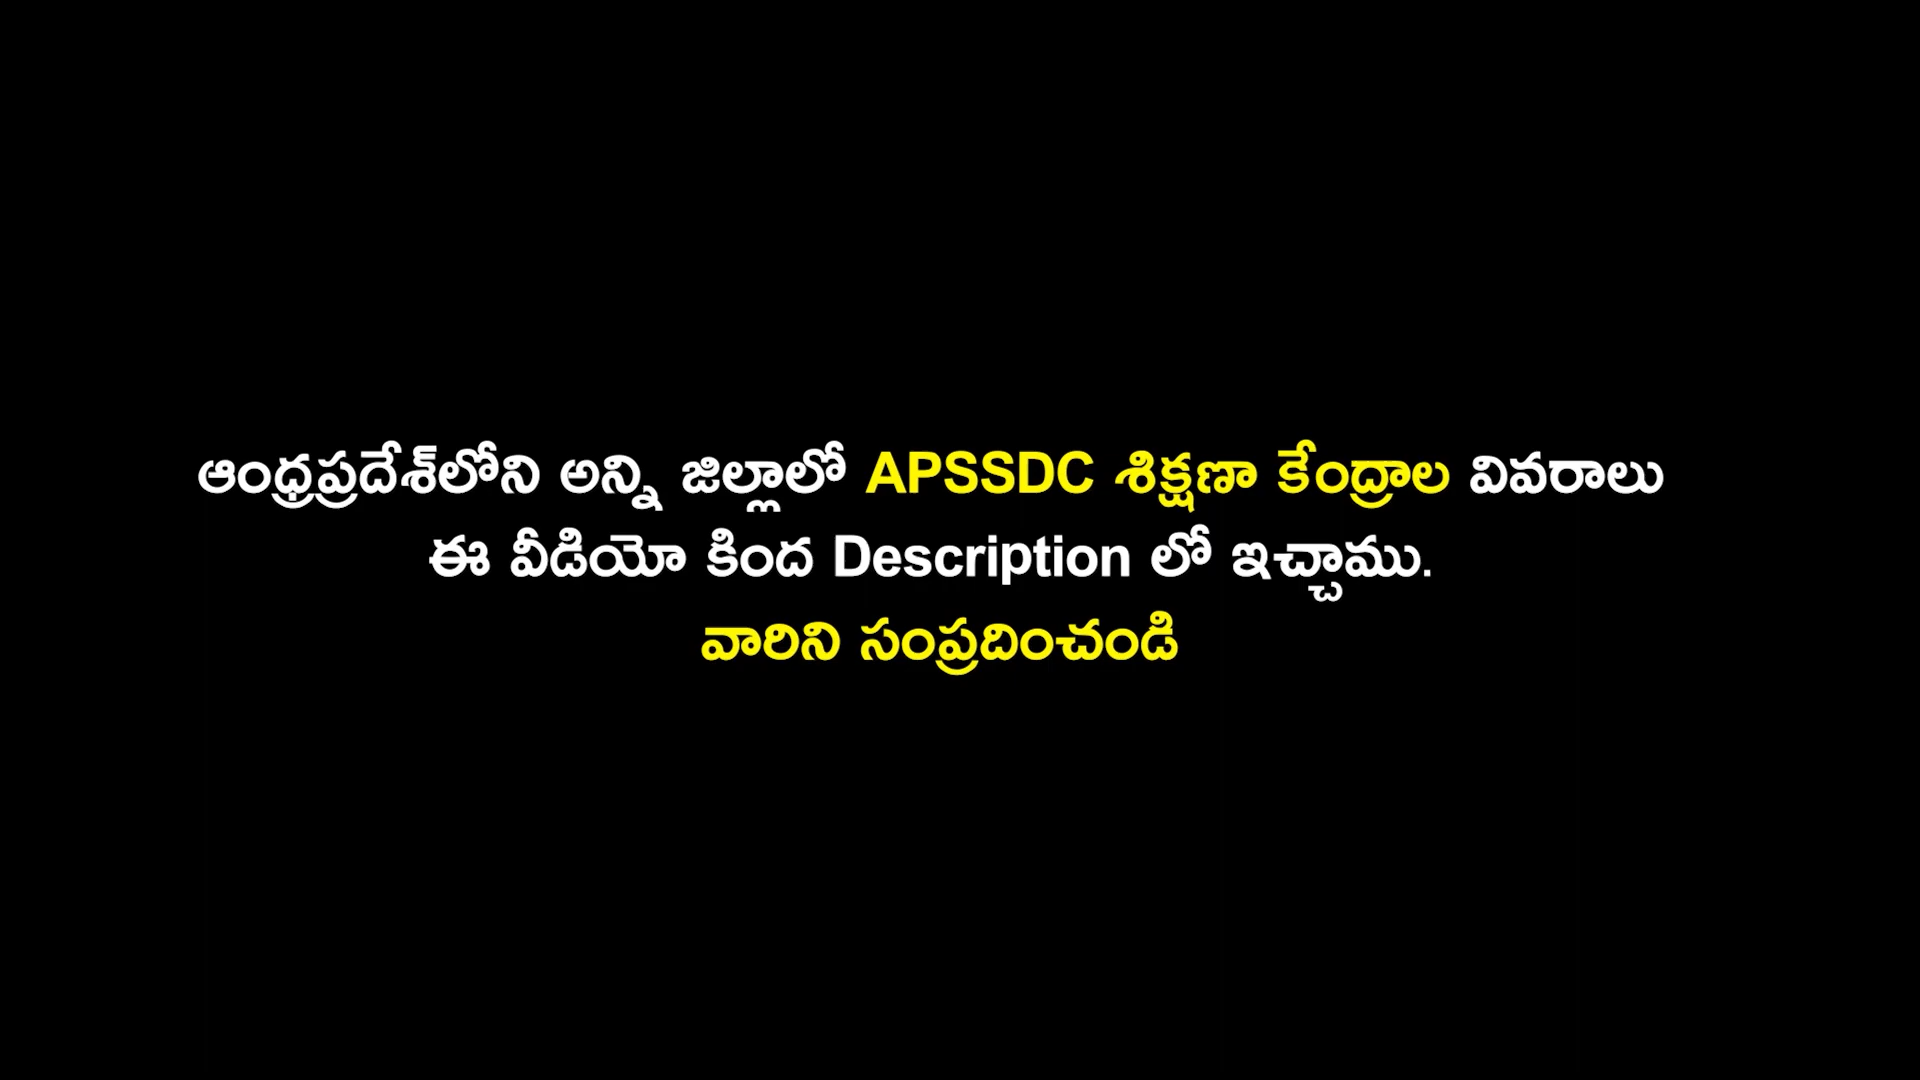 ఆంధ్రప్రదేశ్‌లోని అన్ని జిల్లాలో APSSDC శిక్షణా కేంద్రాల వివరాలు
ఈ వీడియో కింద Description లో ఇచ్చాము.
వారిని సంప్రదించండి